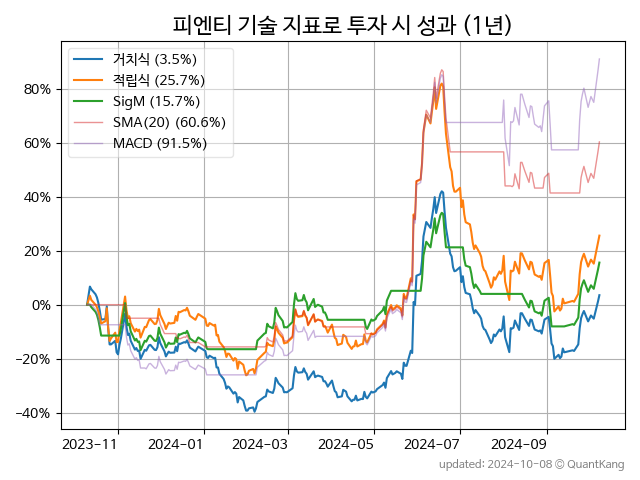 피엔티 기술 지표로 투자 시 성과 (1년)
거치식 (3.5%)
적립식 (25.7%)
SigM (15.7%)
SMA(20) (60.6%)
MACD (91.5%)
80%
60%
40%
20%
0%
−20%
−40%
2023-11 2024-01 2024-03 2024-05 2024-07 2024-09
updated: 2024-10-08 © QuantKang